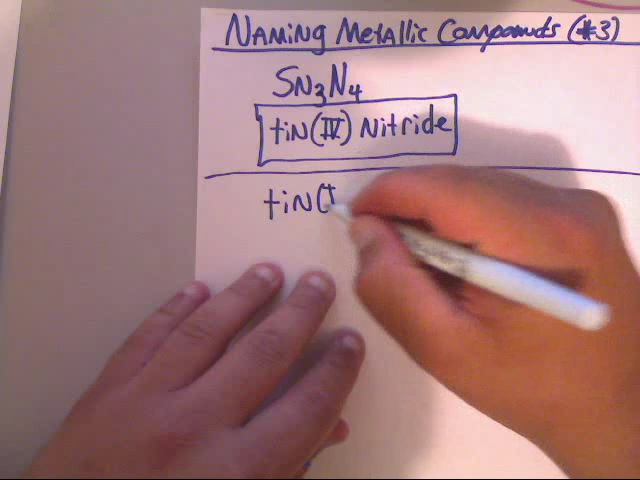 Naming Metallic Compounds (#3)
SN₃N₄
tiN(IV) Nitride
tiN(I